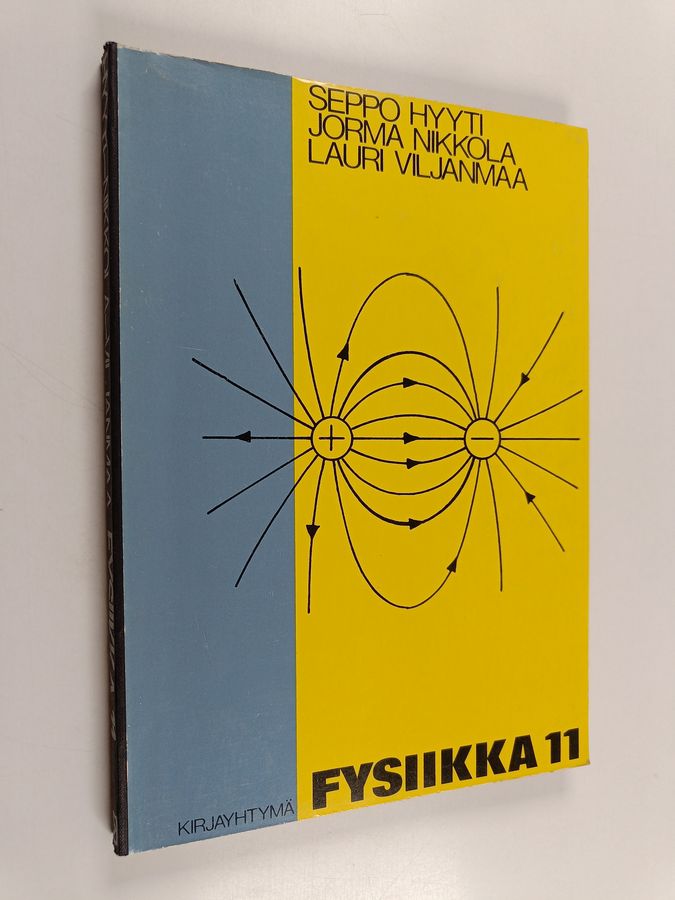 SEPPO HYYTI
JORMA NIKKOLA
LAURI VILJANMAA
+
−
FYSIIKKA 11
KIRJAYHTYMÄ